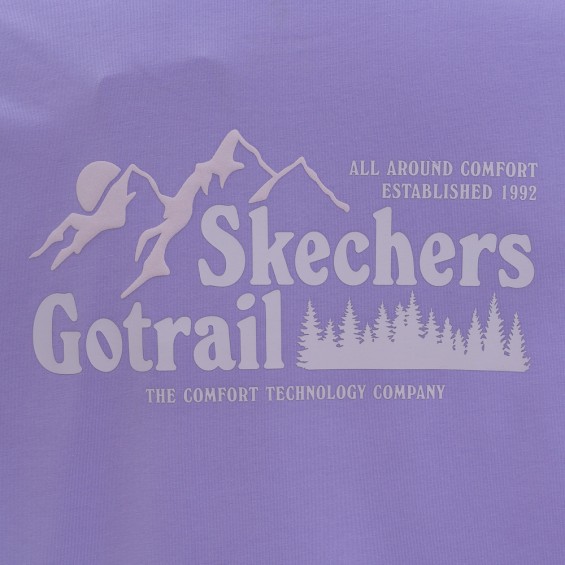 ALL AROUND COMFORT
ESTABLISHED 1992
Skechers
Gotrail
THE COMFORT TECHNOLOGY COMPANY